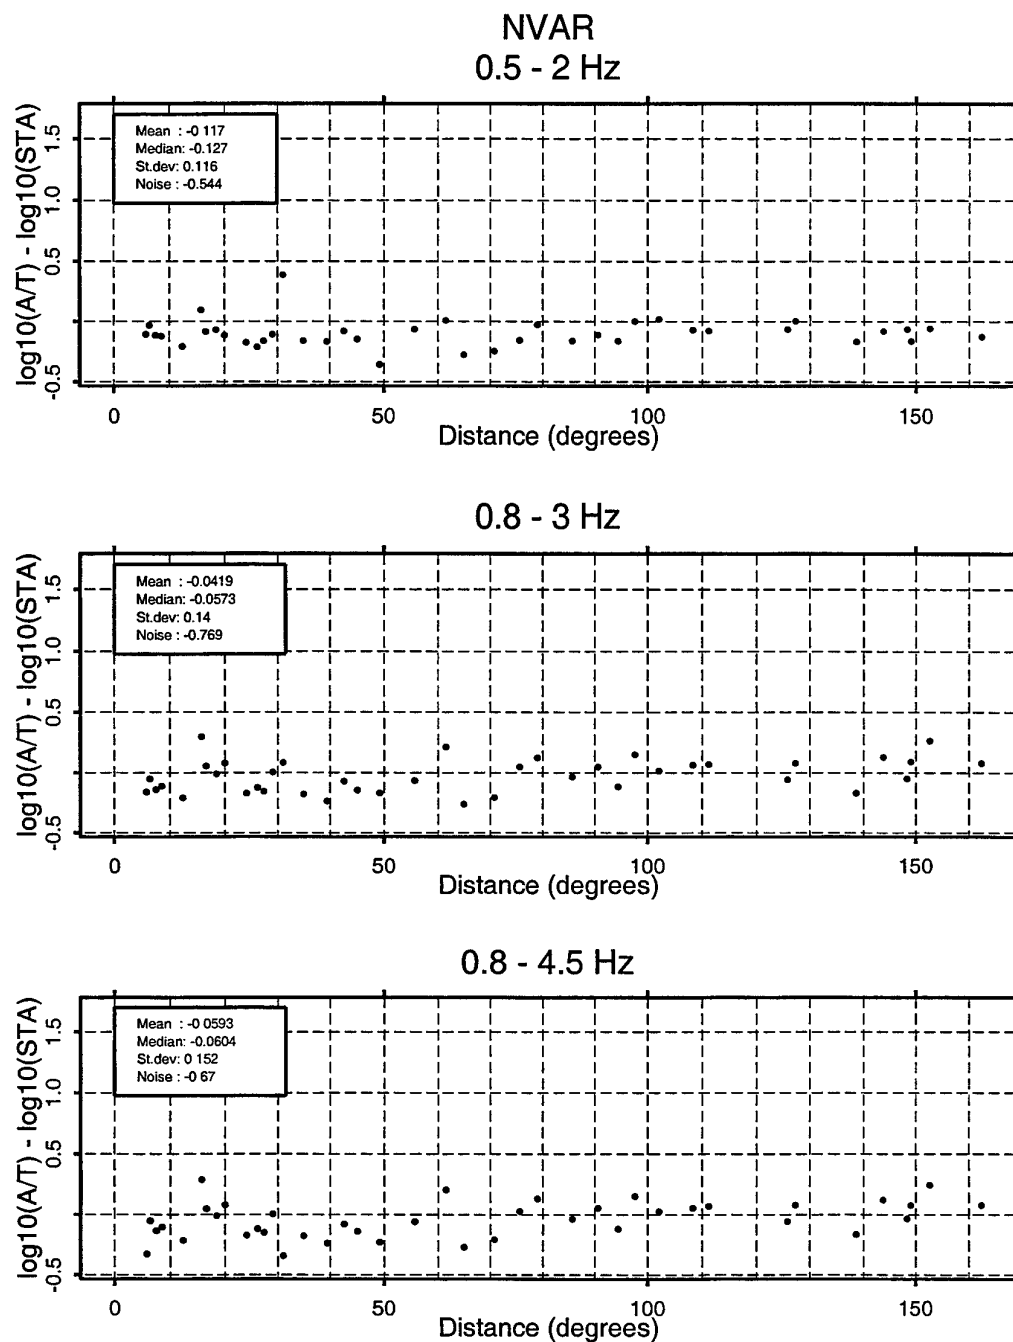 NVAR
0.5 - 2 Hz
log10(A/T) - log10(STA)
1.5
1.0
0.5
-0.5
Mean : -0 117
Median: -0.127
St.dev: 0.116
Noise : -0.544
0 50 100 150
Distance (degrees)
0.8 - 3 Hz
log10(A/T) - log10(STA)
1.5
1.0
0.5
-0.5
Mean : -0.0419
Median: -0.0573
St.dev: 0.14
Noise : -0.769
0 50 100 150
Distance (degrees)
0.8 - 4.5 Hz
log10(A/T) - log10(STA)
1.5
1.0
0.5
-0.5
Mean : -0 0593
Median: -0.0604
St.dev: 0 152
Noise : -0 67
0 50 100 150
Distance (degrees)